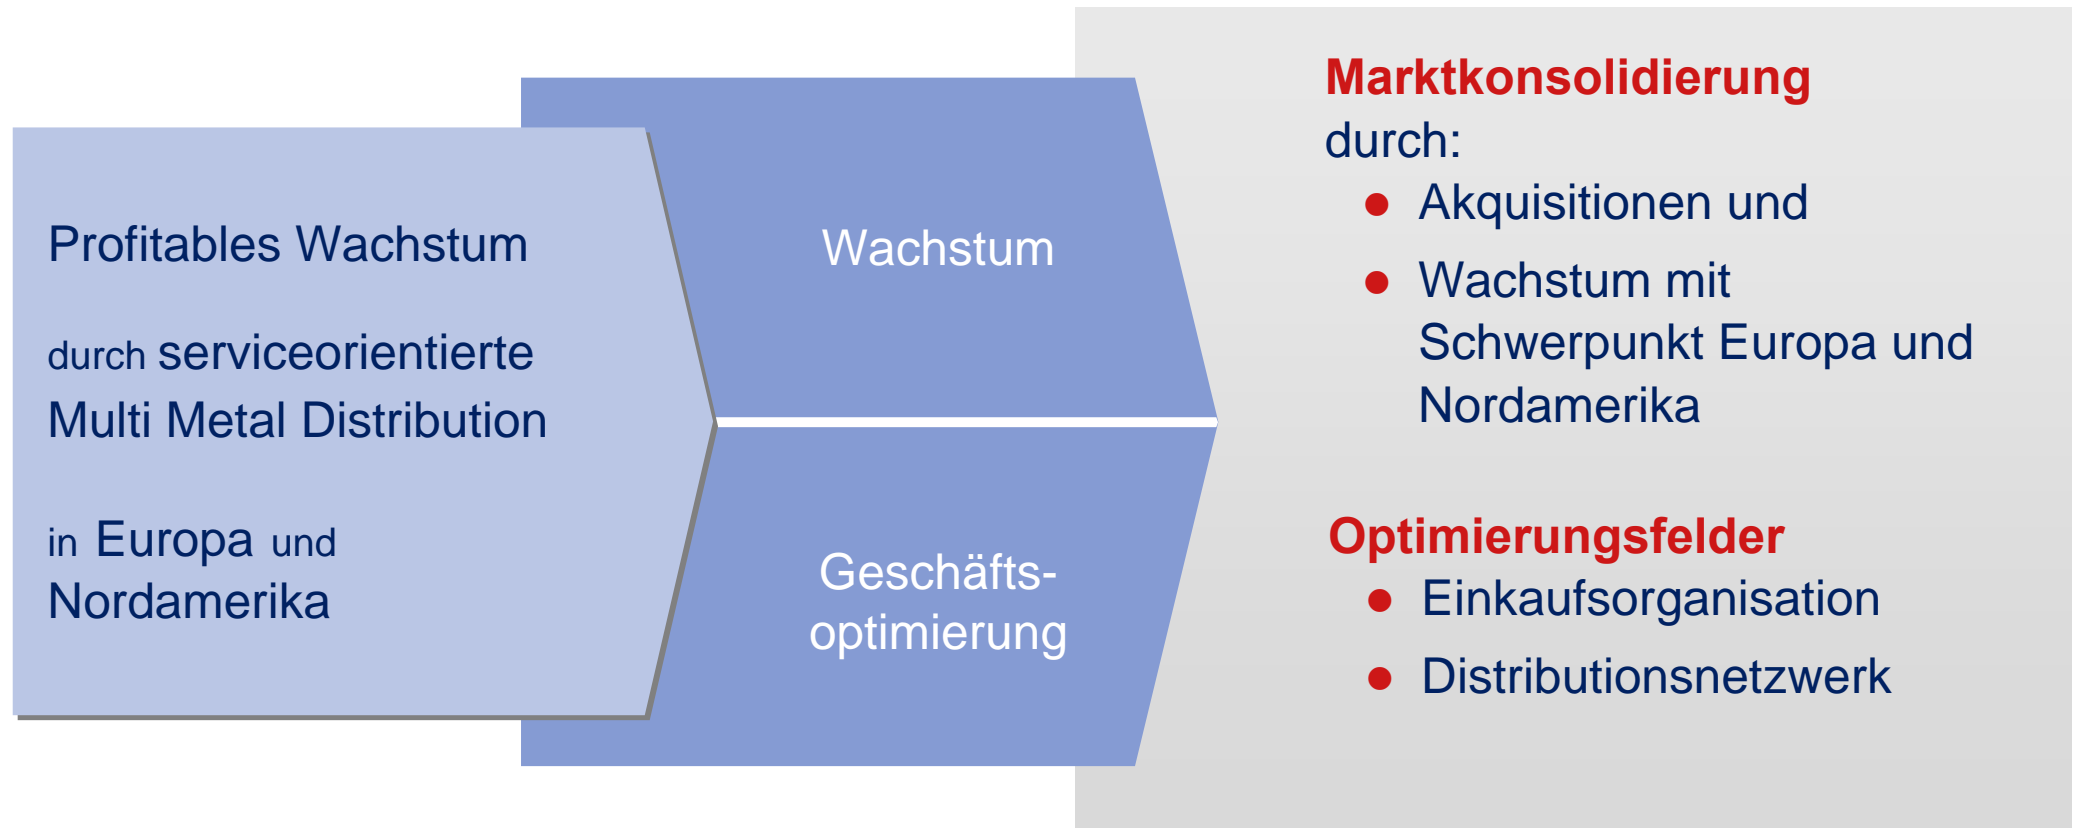 Profitables Wachstum
durch serviceorientierte
Multi Metal Distribution
in Europa und
Nordamerika
Wachstum
Geschäfts-
optimierung
Marktkonsolidierung
durch:
● Akquisitionen und
● Wachstum mit
Schwerpunkt Europa und
Nordamerika
Optimierungsfelder
● Einkaufsorganisation
● Distributionsnetzwerk